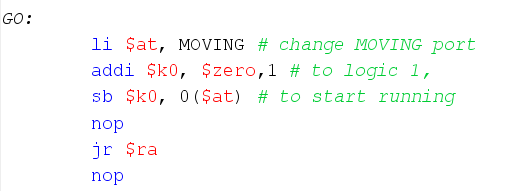 GO:
li $at, MOVING # change MOVING port
addi $k0, $zero,1 # to logic 1,
sb $k0, 0($at) # to start running
nop
jr $ra
nop